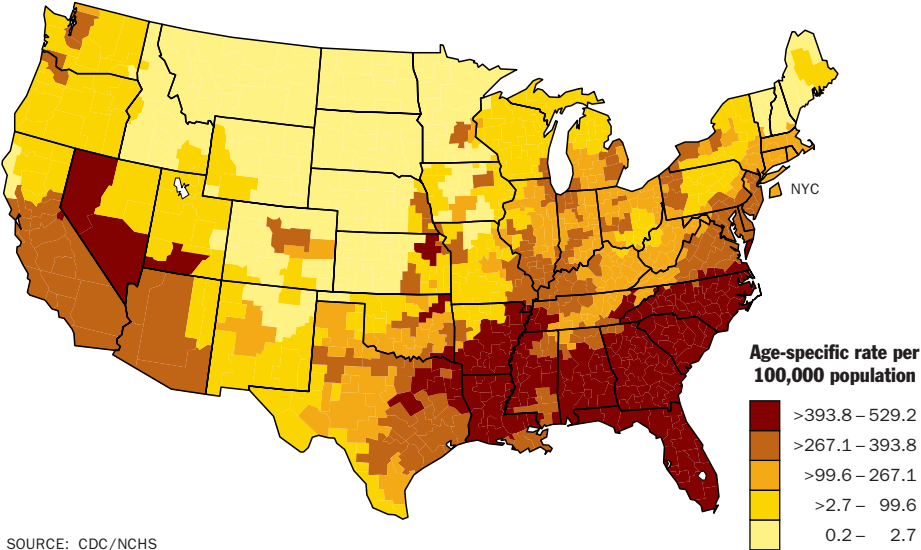 NYC
Age-specific rate per
100,000 population
>393.8 – 529.2
>267.1 – 393.8
>99.6 – 267.1
>2.7 – 99.6
0.2 – 2.7
SOURCE: CDC/NCHS